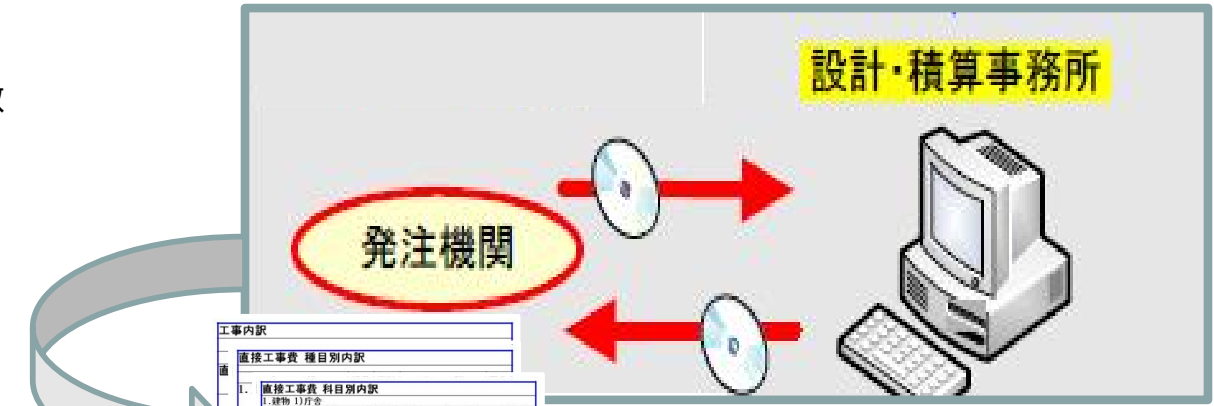 設計・積算事務所
発注機関
工事内訳
直
直接工事費 種目別内訳
1.
直接工事費 科目別内訳
1.建物 1)庁舎